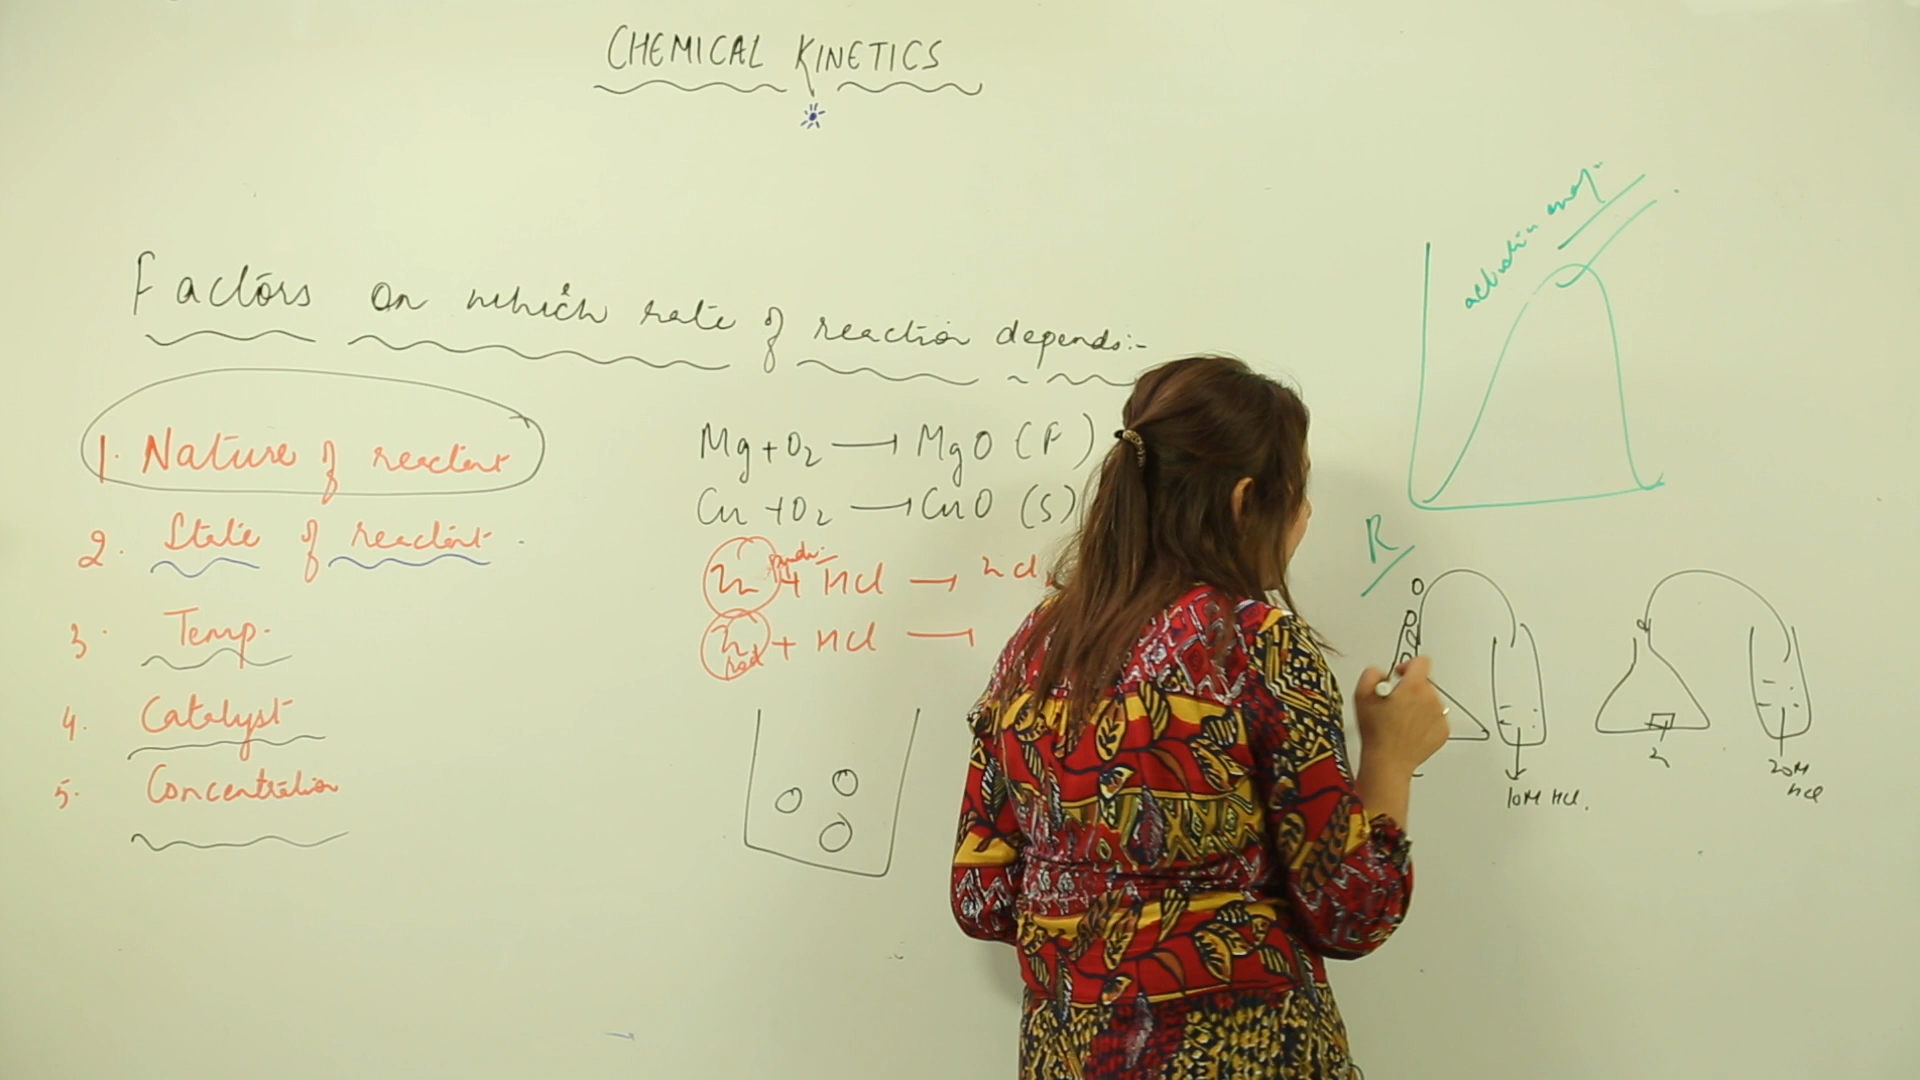 CHEMICAL KINETICS
Factors on which rate of reaction depends:-
1. Nature of reactant
2. State of reactant.
3. Temp.
4. Catalyst
5. Concentration
Mg + O2 → MgO (F)
Cu + O2 → CuO (S)
Zn + HCl →
Zn + HCl →
rod
activation energy
R
10M HCl.
Zn
20M
HCl